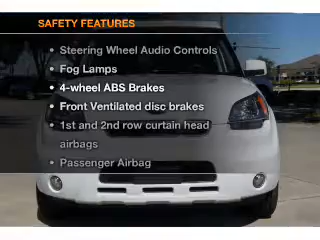 SAFETY FEATURES
• Steering Wheel Audio Controls
• Fog Lamps
• 4-wheel ABS Brakes
• Front Ventilated disc brakes
• 1st and 2nd row curtain head
airbags
• Passenger Airbag